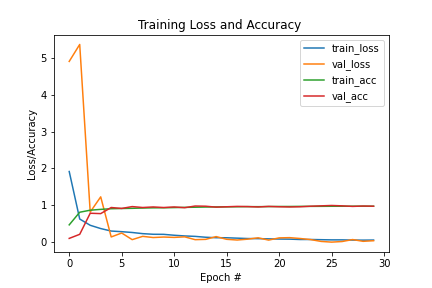 Training Loss and Accuracy
train_loss
val_loss
train_acc
val_acc
Loss/Accuracy
5
4
3
2
1
0
0 5 10 15 20 25 30
Epoch #